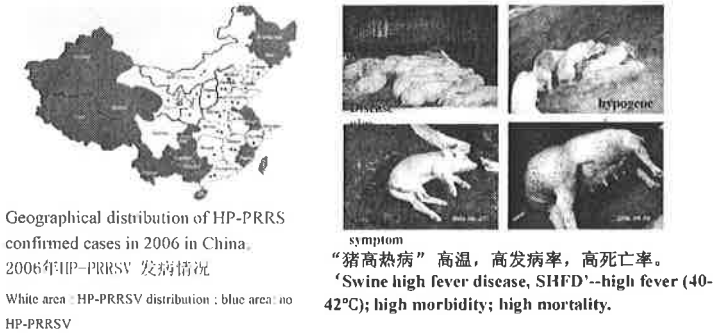 Geographical distribution of HP-PRRS
confirmed cases in 2006 in China。
2006年HP-PRRSV 发病情况
White area：HP-PRRSV distribution；blue area：no
HP-PRRSV
Disease
hypogene
symptom
“猪高热病” 高温，高发病率，高死亡率。
‘Swine high fever disease, SHFD’--high fever (40-
42°C); high morbidity; high mortality.